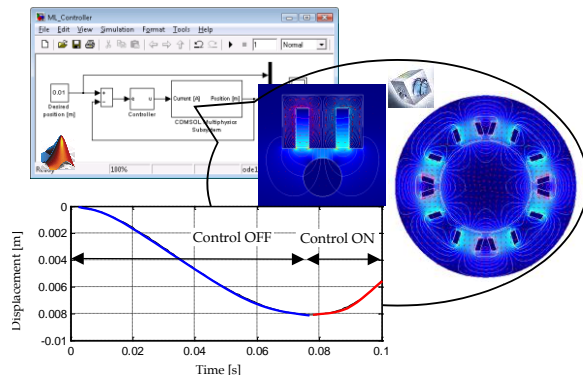 ML_Controller
File Edit View Simulation Format Tools Help
1 Normal
0.01
Desired
position [m]
+
−
e u
Controller
Current [A] Position [m]
COMSOL Multiphysics
Subsystem
Ready 100% ode1
Control OFF Control ON
Displacement [m]
0
0.002
0.004
0.006
0.008
-0.01
0 0.02 0.04 0.06 0.08 0.1
Time [s]